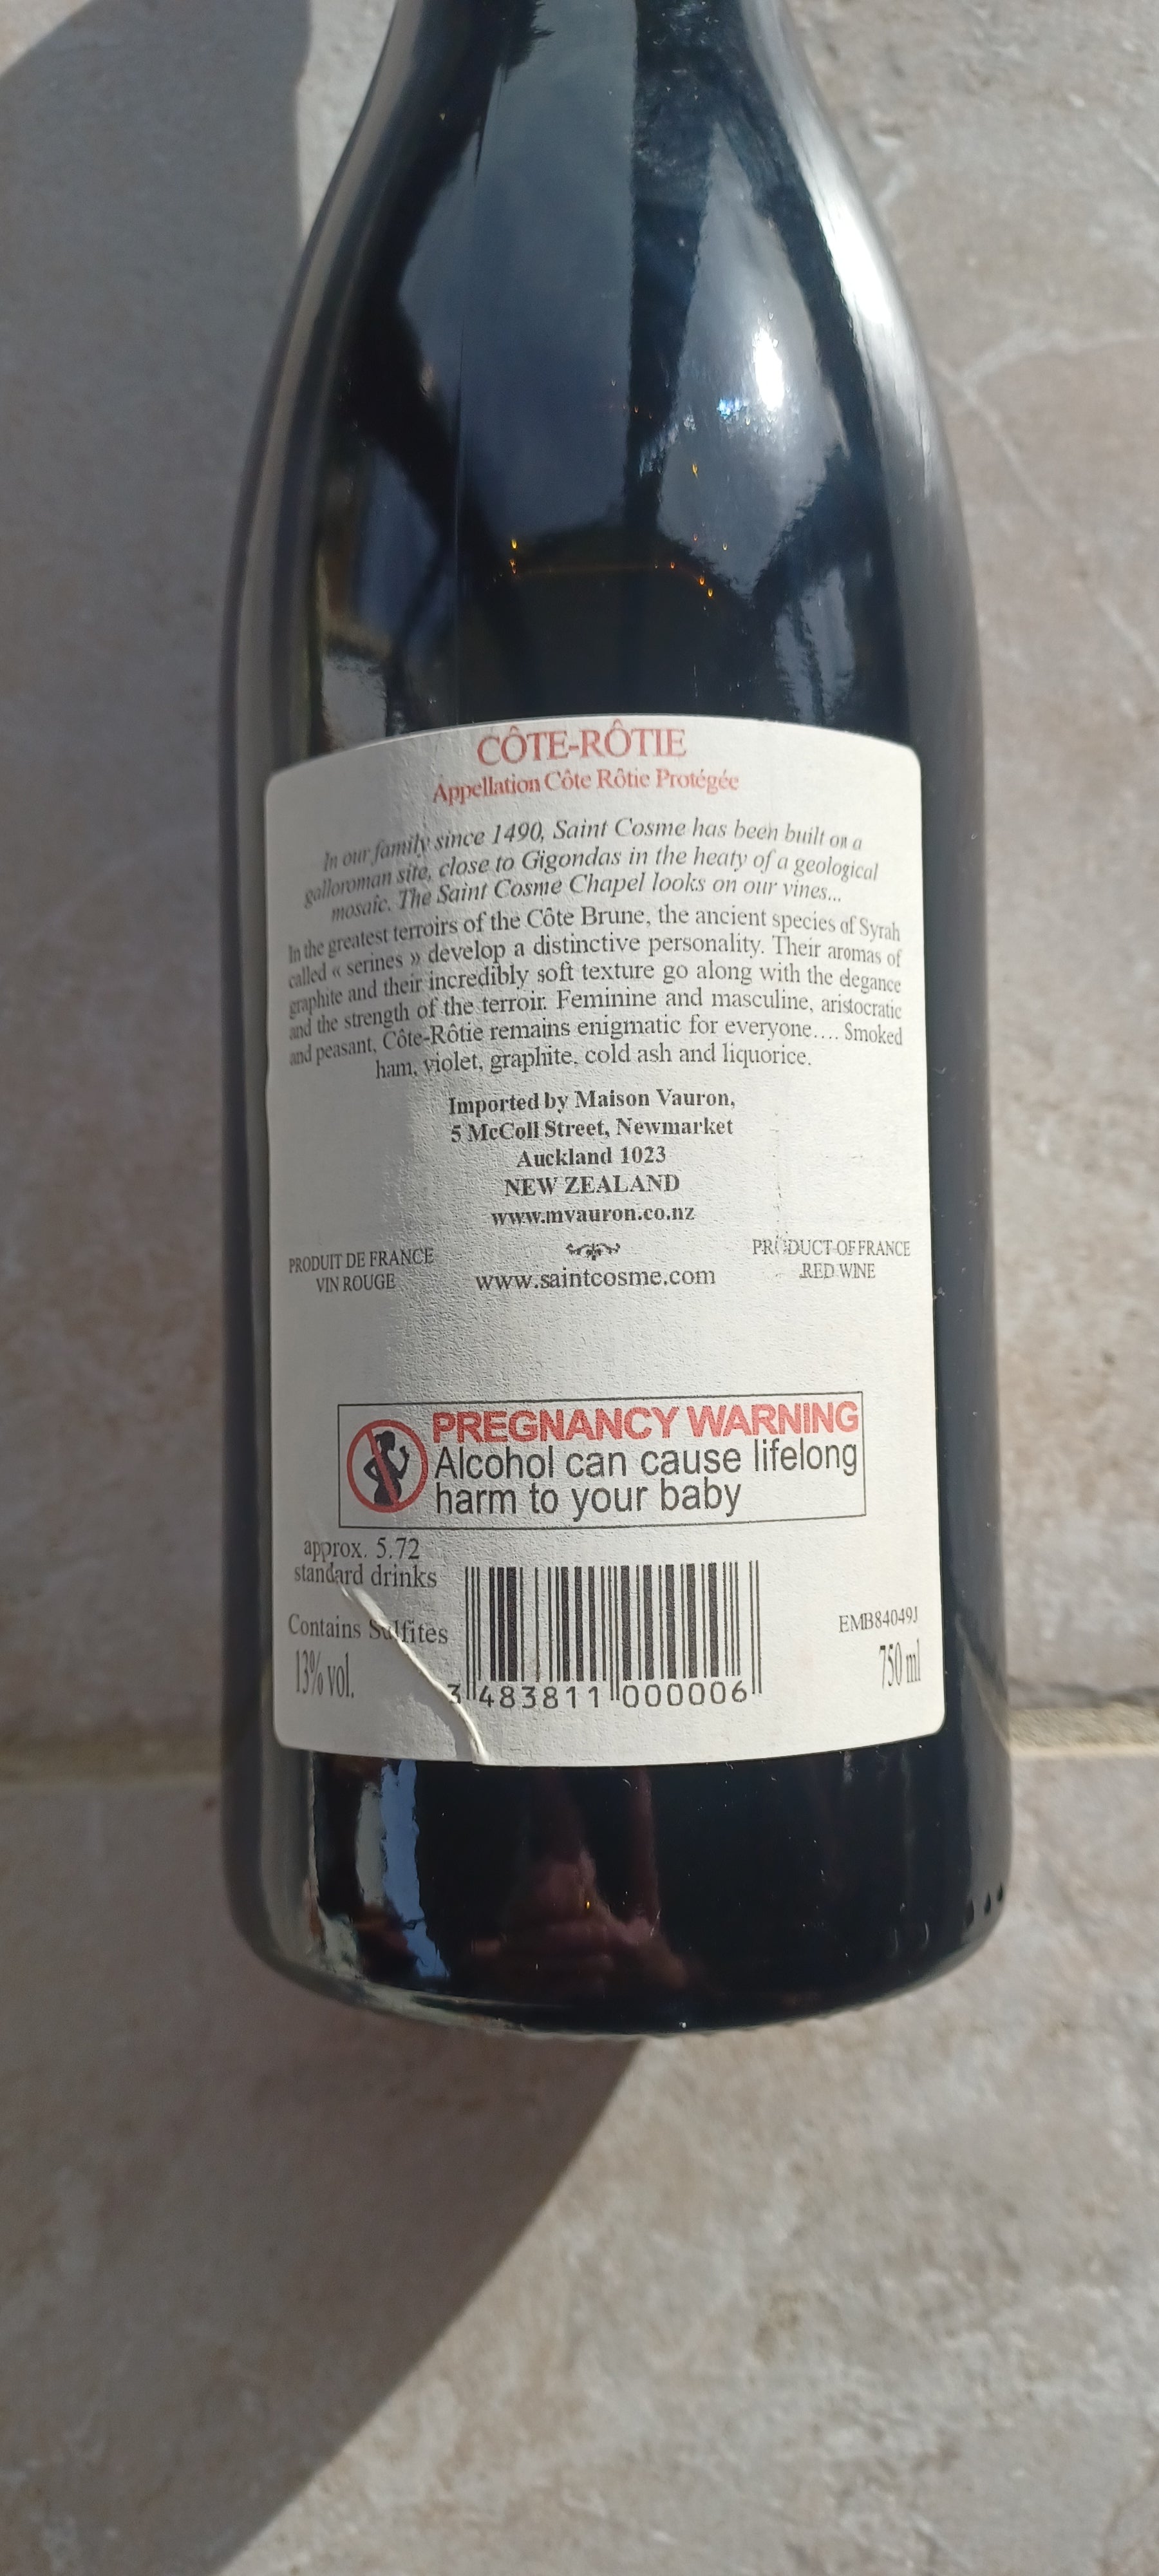 CÔTE-RÔTIE
Appellation Côte Rôtie Protégée
In our family since 1490, Saint Cosme has been built on a
galloroman site, close to Gigondas in the heaty of a geological
mosaic. The Saint Cosme Chapel looks on our vines...
In the greatest terroirs of the Côte Brune, the ancient species of Syrah
called « serines » develop a distinctive personality. Their aromas of
graphite and their incredibly soft texture go along with the elegance
and the strength of the terroir. Feminine and masculine, aristocratic
and peasant, Côte-Rôtie remains enigmatic for everyone.... Smoked
ham, violet, graphite, cold ash and liquorice.
Imported by Maison Vauron,
5 McColl Street, Newmarket
Auckland 1023
NEW ZEALAND
www.mvauron.co.nz
PRODUIT DE FRANCE
VIN ROUGE
www.saintcosme.com
PRODUCT OF FRANCE
RED WINE
PREGNANCY WARNING
Alcohol can cause lifelong
harm to your baby
approx. 5.72
standard drinks
Contains Sulfites
13% vol.
3 483811 000006
EMB84049J
750 ml